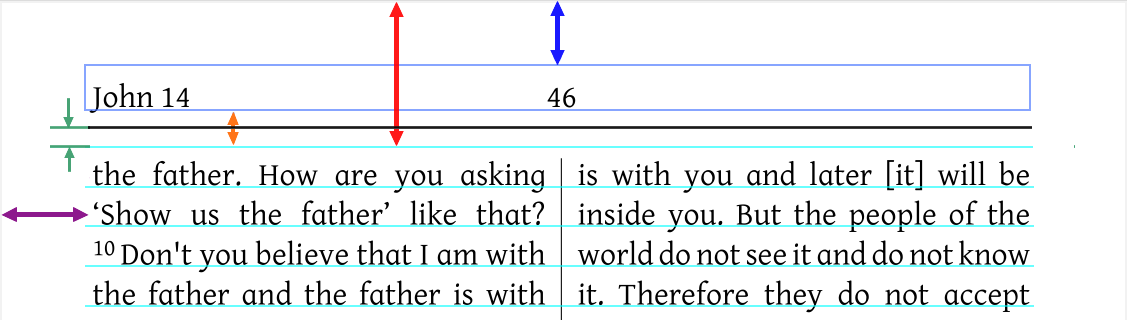 John 14 46
the father. How are you asking
‘Show us the father’ like that?
10 Don't you believe that I am with
the father and the father is with
is with you and later [it] will be
inside you. But the people of the
world do not see it and do not know
it. Therefore they do not accept